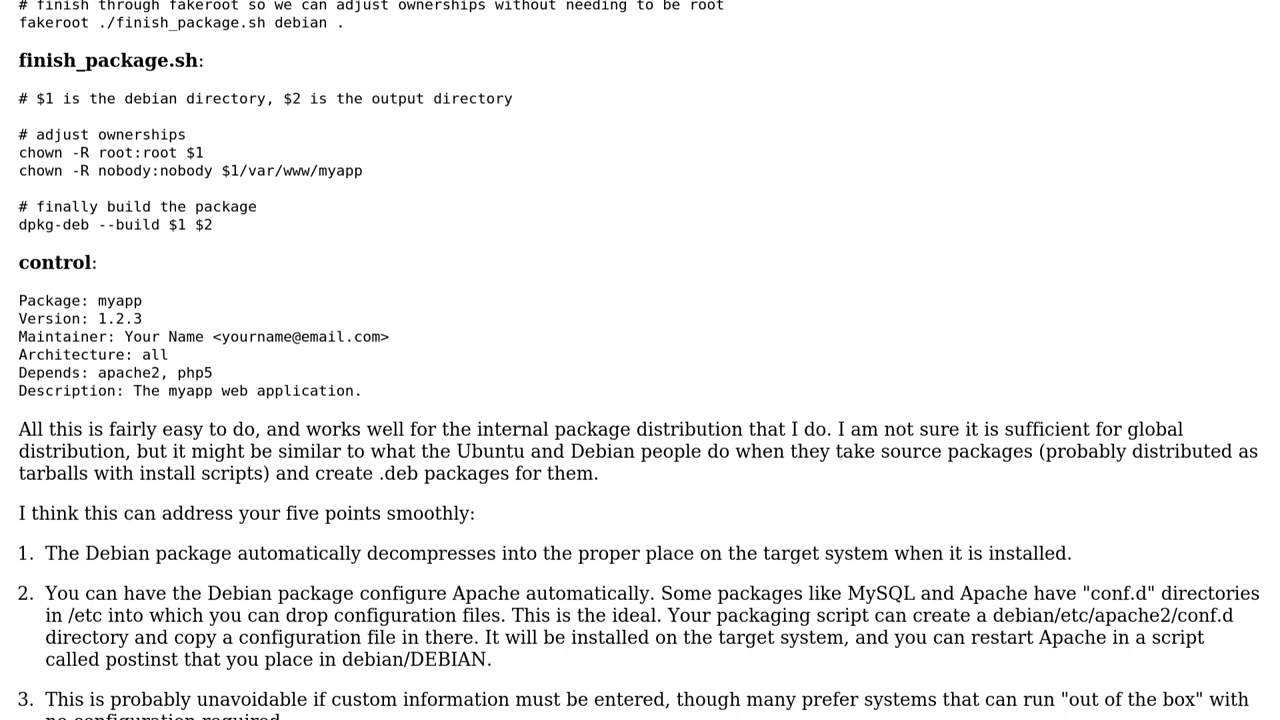 # finish through fakeroot so we can adjust ownerships without needing to be root
fakeroot ./finish_package.sh debian .
finish_package.sh:
# $1 is the debian directory, $2 is the output directory
# adjust ownerships
chown -R root:root $1
chown -R nobody:nobody $1/var/www/myapp
# finally build the package
dpkg-deb --build $1 $2
control:
Package: myapp
Version: 1.2.3
Maintainer: Your Name <yourname@email.com>
Architecture: all
Depends: apache2, php5
Description: The myapp web application.
All this is fairly easy to do, and works well for the internal package distribution that I do. I am not sure it is sufficient for global
distribution, but it might be similar to what the Ubuntu and Debian people do when they take source packages (probably distributed as
tarballs with install scripts) and create .deb packages for them.
I think this can address your five points smoothly:
1. The Debian package automatically decompresses into the proper place on the target system when it is installed.
2. You can have the Debian package configure Apache automatically. Some packages like MySQL and Apache have "conf.d" directories
in /etc into which you can drop configuration files. This is the ideal. Your packaging script can create a debian/etc/apache2/conf.d
directory and copy a configuration file in there. It will be installed on the target system, and you can restart Apache in a script
called postinst that you place in debian/DEBIAN.
3. This is probably unavoidable if custom information must be entered, though many prefer systems that can run "out of the box" with
no configuration required